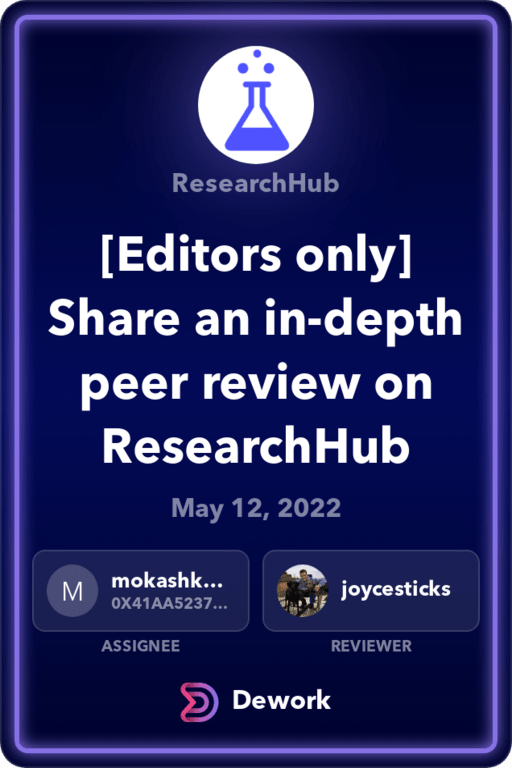 ResearchHub
[Editors only]
Share an in-depth
peer review on
ResearchHub
May 12, 2022
M
mokashk...
0X41AA5237...
joycesticks
ASSIGNEE
REVIEWER
Dework